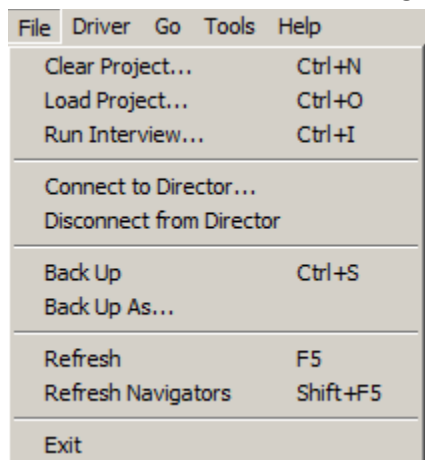 File Driver Go Tools Help
Clear Project... Ctrl+N
Load Project... Ctrl+O
Run Interview... Ctrl+I
Connect to Director...
Disconnect from Director
Back Up Ctrl+S
Back Up As...
Refresh F5
Refresh Navigators Shift+F5
Exit